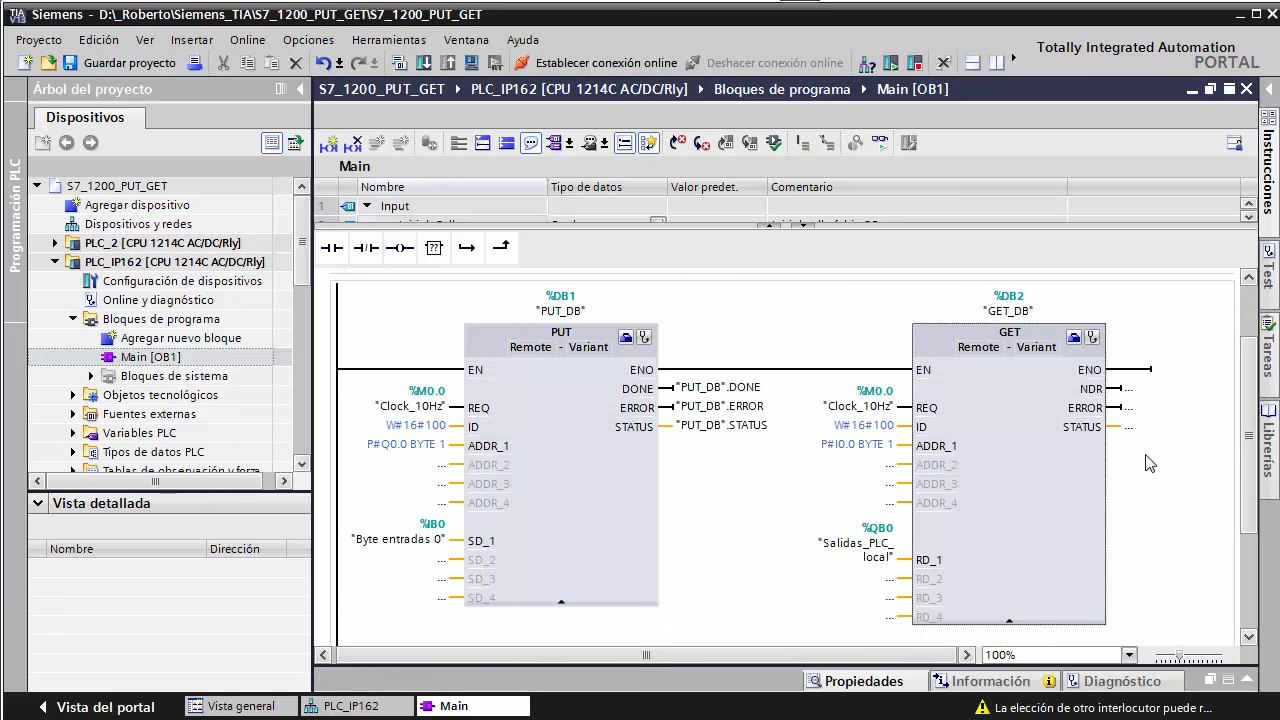 TIA
V13
Siemens - D:\_Roberto\Siemens_TIA\S7_1200_PUT_GET\S7_1200_PUT_GET
Proyecto Edición Ver Insertar Online Opciones Herramientas Ventana Ayuda
Totally Integrated Automation
PORTAL
Guardar proyecto
Establecer conexión online
Deshacer conexión online
Árbol del proyecto
S7_1200_PUT_GET PLC_IP162 [CPU 1214C AC/DC/Rly] Bloques de programa Main [OB1]
Dispositivos
Programación PLC
S7_1200_PUT_GET
Agregar dispositivo
Dispositivos y redes
PLC_2 [CPU 1214C AC/DC/Rly]
PLC_IP162 [CPU 1214C AC/DC/Rly]
Configuración de dispositivos
Online y diagnóstico
Bloques de programa
Agregar nuevo bloque
Main [OB1]
Bloques de sistema
Objetos tecnológicos
Fuentes externas
Variables PLC
Tipos de datos PLC
Tablas de observación y forza
Vista detallada
Nombre Dirección
Main
Nombre Tipo de datos Valor predet. Comentario
1 Input
??
%DB1
"PUT_DB"
PUT
Remote - Variant
EN ENO
DONE "PUT_DB".DONE
%M0.0
"Clock_10Hz" REQ ERROR "PUT_DB".ERROR
W#16#100 ID STATUS "PUT_DB".STATUS
P#Q0.0 BYTE 1 ADDR_1
... ADDR_2
... ADDR_3
... ADDR_4
%IB0
"Byte entradas 0" SD_1
... SD_2
... SD_3
... SD_4
%DB2
"GET_DB"
GET
Remote - Variant
EN ENO
NDR ...
%M0.0
"Clock_10Hz" REQ ERROR ...
W#16#100 ID STATUS ...
P#I0.0 BYTE 1 ADDR_1
... ADDR_2
... ADDR_3
... ADDR_4
%QB0
"Salidas_PLC_
local" RD_1
... RD_2
... RD_3
... RD_4
100%
Propiedades Información Diagnóstico
Instrucciones
Test
Tareas
Librerías
Vista del portal Vista general PLC_IP162 Main La elección de otro interlocutor puede r...